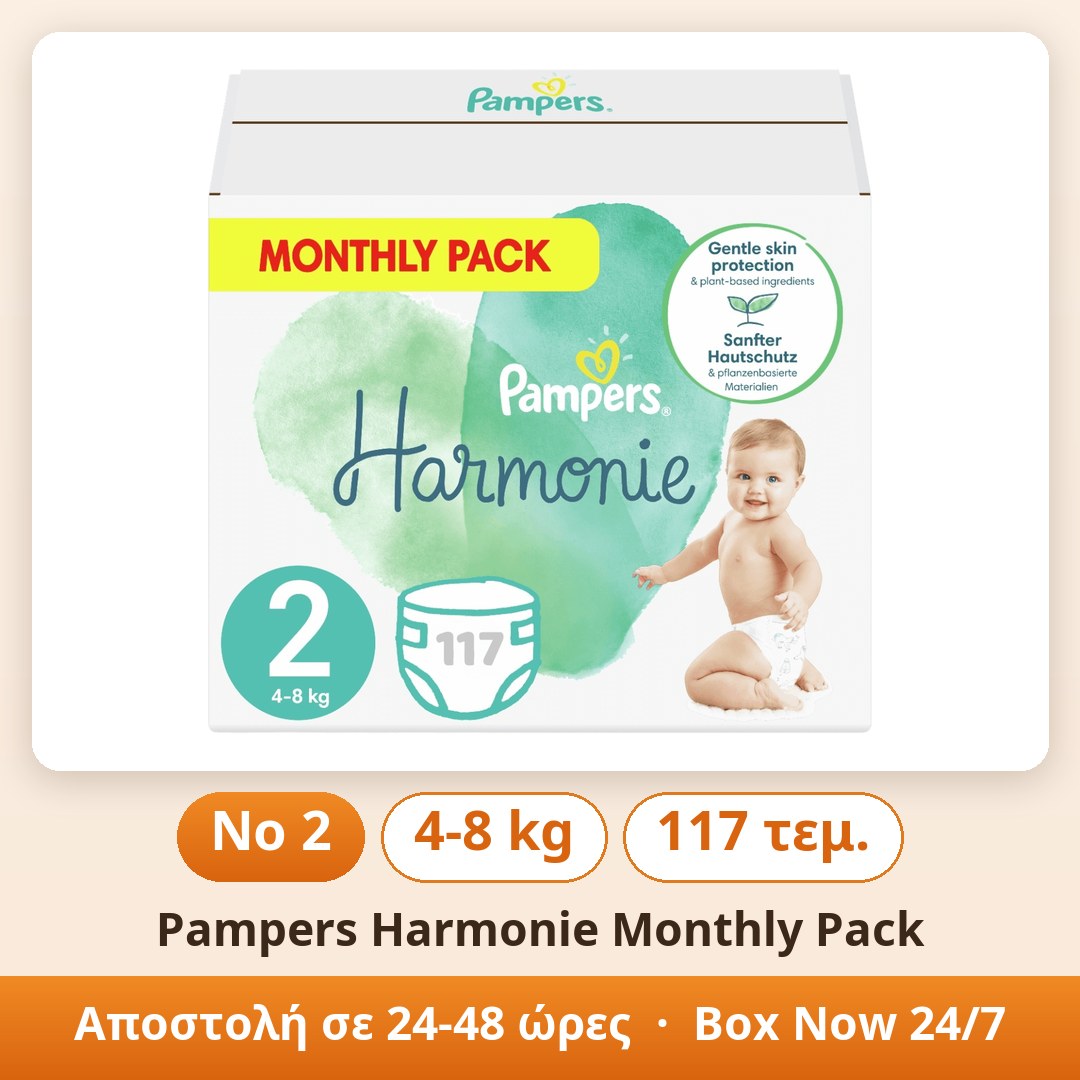 Pampers.
MONTHLY PACK
Gentle skin
protection
& plant-based ingredients
Sanfter
Hautschutz
& pflanzenbasierte
Materialien
Pampers®
Harmonie
2
4-8 kg
117
No 2
4-8 kg
117 τεμ.
Pampers Harmonie Monthly Pack
Αποστολή σε 24-48 ώρες · Box Now 24/7